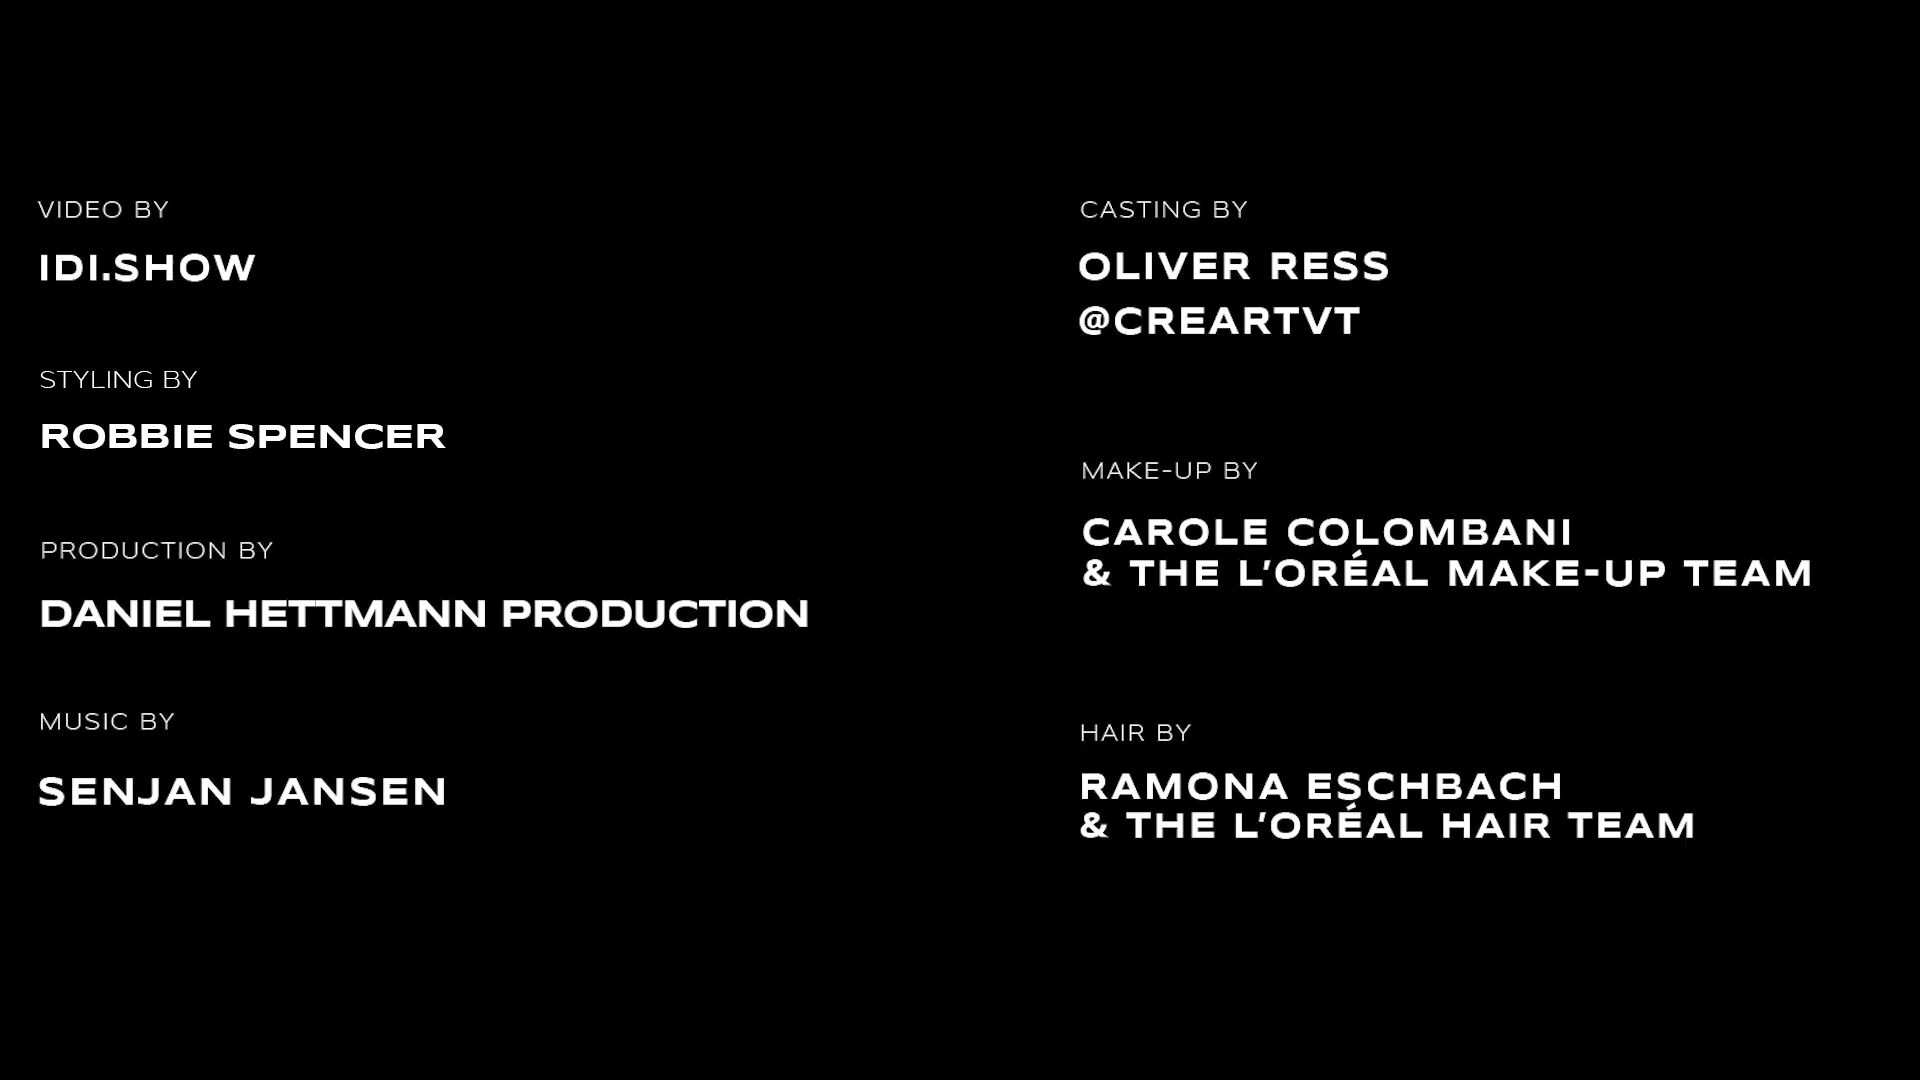 VIDEO BY
IDI.SHOW
STYLING BY
ROBBIE SPENCER
PRODUCTION BY
DANIEL HETTMANN PRODUCTION
MUSIC BY
SENJAN JANSEN
CASTING BY
OLIVER RESS
@CREARTVT
MAKE-UP BY
CAROLE COLOMBANI
& THE L'ORÉAL MAKE-UP TEAM
HAIR BY
RAMONA ESCHBACH
& THE L'ORÉAL HAIR TEAM